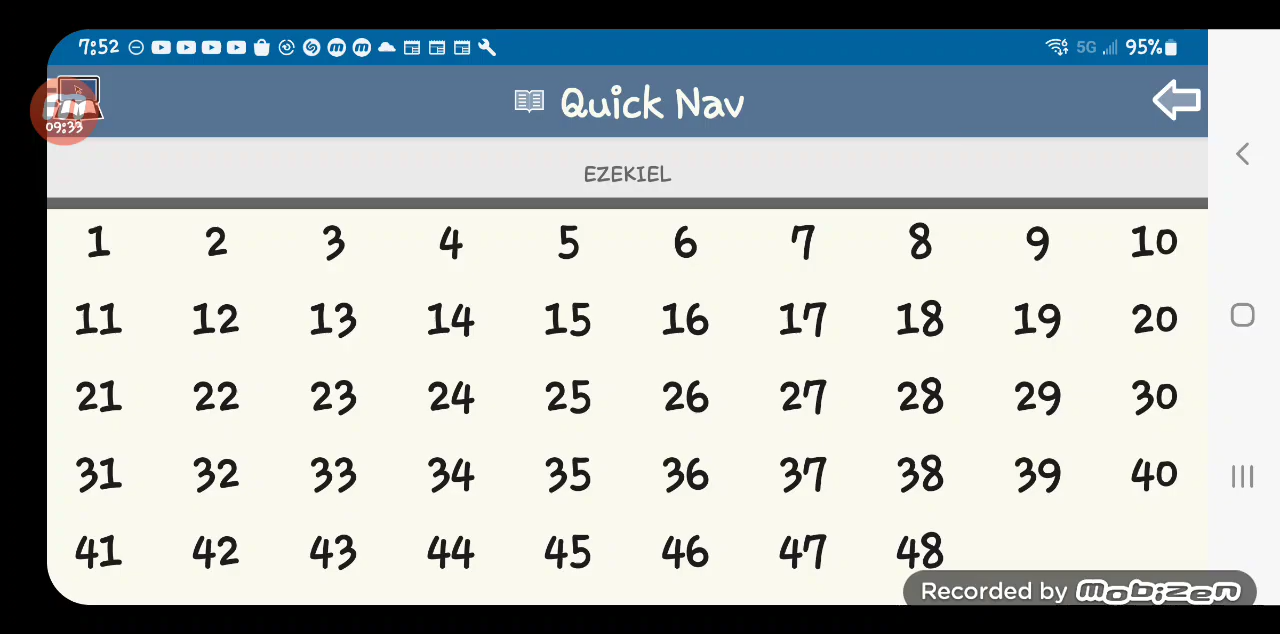 7:52 5G 95%
Quick Nav
09:33
EZEKIEL
1 2 3 4 5 6 7 8 9 10
11 12 13 14 15 16 17 18 19 20
21 22 23 24 25 26 27 28 29 30
31 32 33 34 35 36 37 38 39 40
41 42 43 44 45 46 47 48
Recorded by mobizen